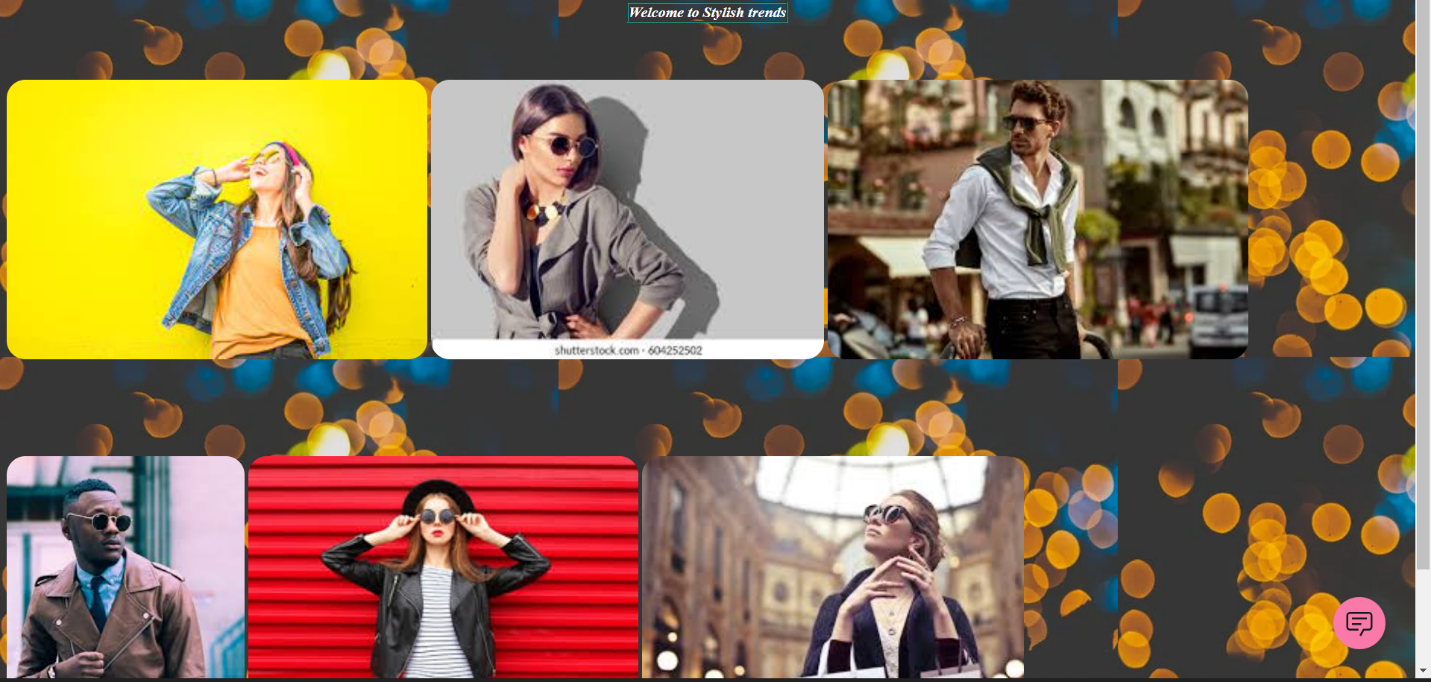 Welcome to Stylish trends
shutterstock.com · 604252502